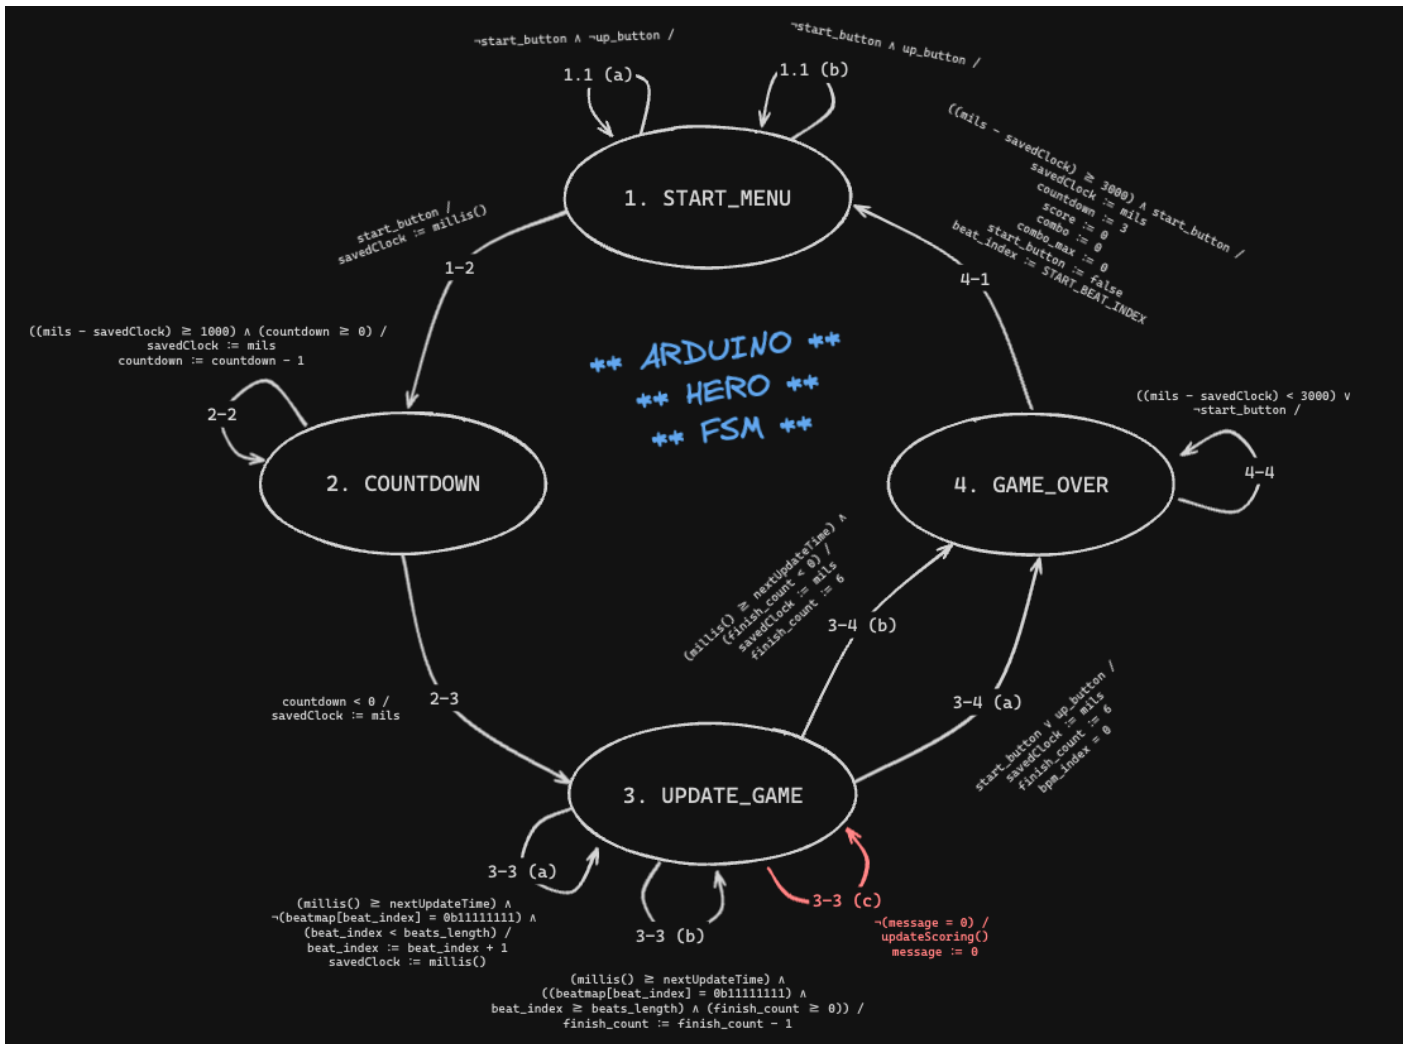 ¬start_button ∧ ¬up_button /
1.1 (a)
¬start_button ∧ up_button /
1.1 (b)
1. START_MENU
start_button /
savedClock := millis()
1-2
((mils - savedClock) ≥ 3000) ∧ start_button /
savedClock := mils
countdown := 3
score := 0
combo := 0
combo_max := 0
start_button := false
beat_index := START_BEAT_INDEX
4-1
((mils - savedClock) ≥ 1000) ∧ (countdown ≥ 0) /
savedClock := mils
countdown := countdown - 1
2-2
** ARDUINO **
** HERO **
** FSM **
((mils - savedClock) < 3000) ∨
¬start_button /
4-4
2. COUNTDOWN
4. GAME_OVER
(millis() ≥ nextUpdateTime) ∧
(finish_count < 0) /
savedClock := mils
finish_count := 6
3-4 (b)
countdown < 0 /
savedClock := mils
2-3
3-4 (a)
start_button ∨ up_button /
savedClock := mils
finish_count := 6
bpm_index = 0
3. UPDATE_GAME
3-3 (a)
(millis() ≥ nextUpdateTime) ∧
¬(beatmap[beat_index] = 0b11111111) ∧
(beat_index < beats_length) /
beat_index := beat_index + 1
savedClock := millis()
3-3 (b)
(millis() ≥ nextUpdateTime) ∧
((beatmap[beat_index] = 0b11111111) ∧
beat_index ≥ beats_length) ∧ (finish_count ≥ 0)) /
finish_count := finish_count - 1
3-3 (c)
¬(message = 0) /
updateScoring()
message := 0